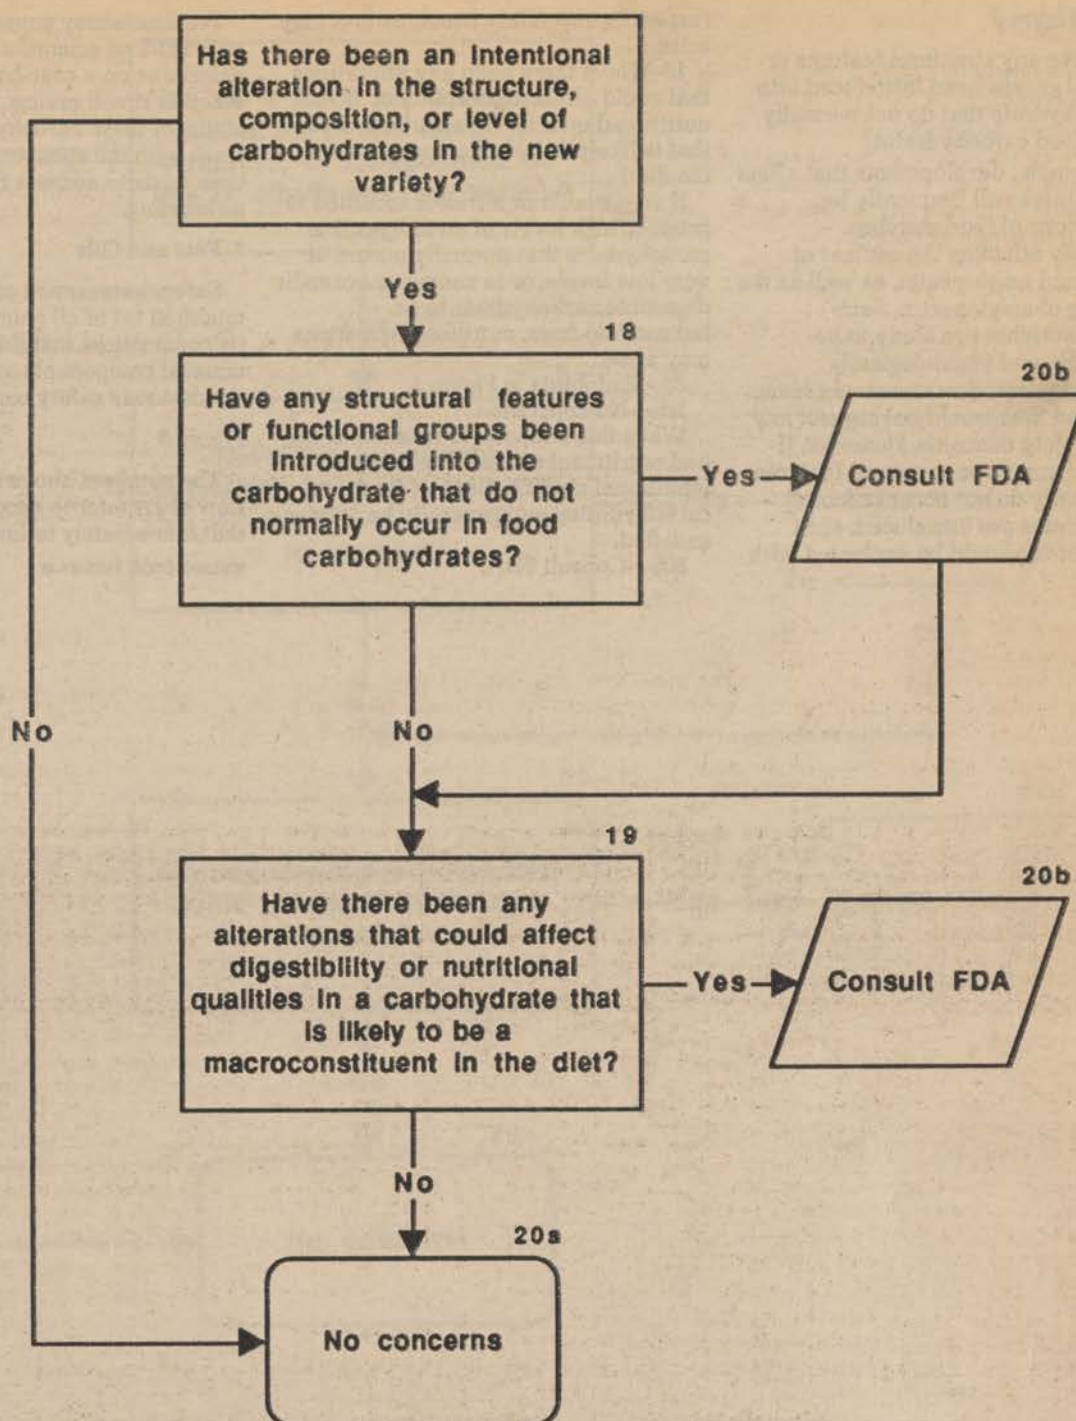 Has there been an intentional
alteration in the structure,
composition, or level of
carbohydrates in the new
variety?
Yes
18
Have any structural features
or functional groups been
introduced into the
carbohydrate that do not
normally occur in food
carbohydrates?
Yes
20b
Consult FDA
No
No
19
Have there been any
alterations that could affect
digestibility or nutritional
qualities in a carbohydrate that
is likely to be a
macroconstituent in the diet?
Yes
20b
Consult FDA
No
20a
No concerns